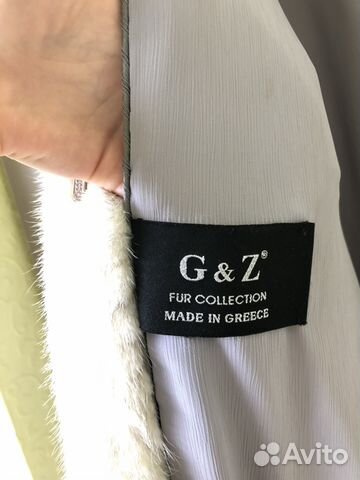 G & Z®
FUR COLLECTION
MADE IN GREECE
Avito